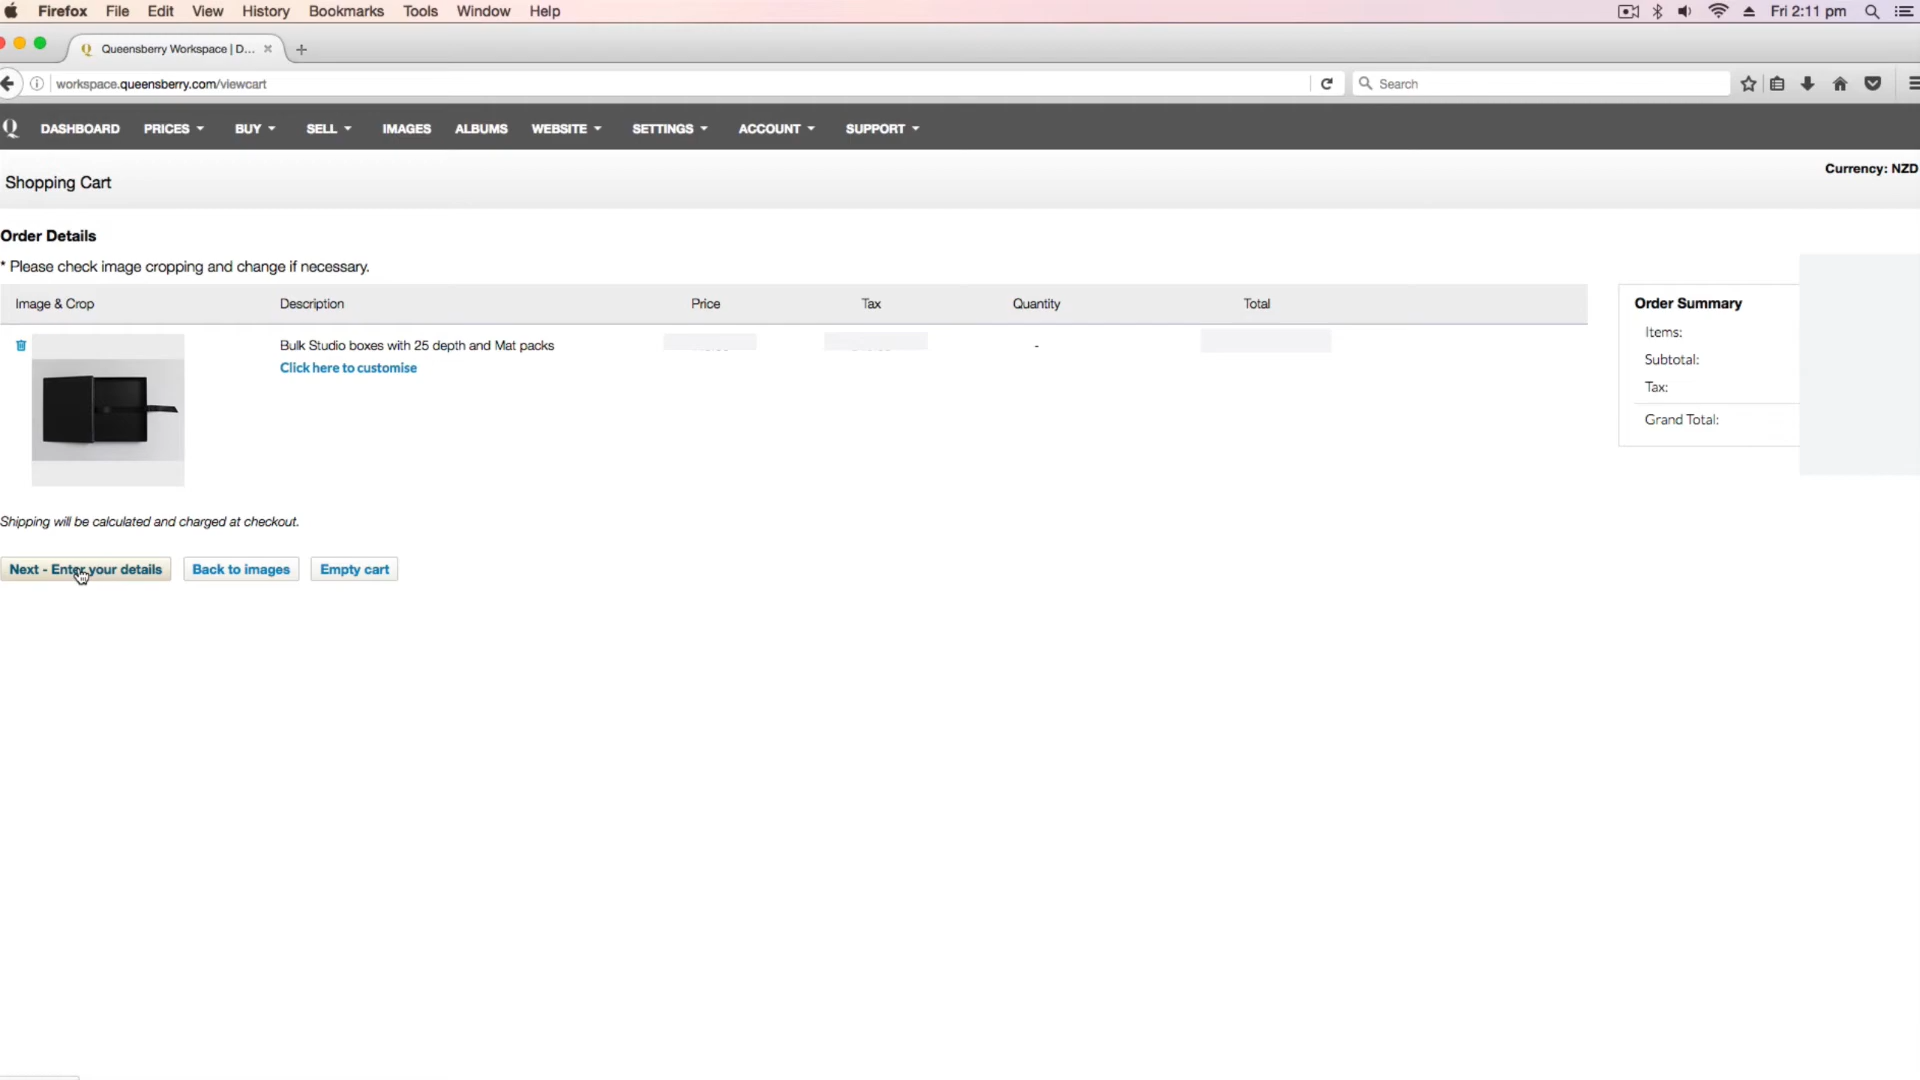 Firefox File Edit View History Bookmarks Tools Window Help Fri 2:11 pm
Q Queensberry Workspace | D...
workspace.queensberry.com/viewcart Search
Q DASHBOARD PRICES BUY SELL IMAGES ALBUMS WEBSITE SETTINGS ACCOUNT SUPPORT
Currency: NZD
Shopping Cart
Order Details
* Please check image cropping and change if necessary.
Image & Crop Description Price Tax Quantity Total
Bulk Studio boxes with 25 depth and Mat packs -
Click here to customise
Order Summary
Items:
Subtotal:
Tax:
Grand Total:
Shipping will be calculated and charged at checkout.
Next - Enter your details Back to images Empty cart